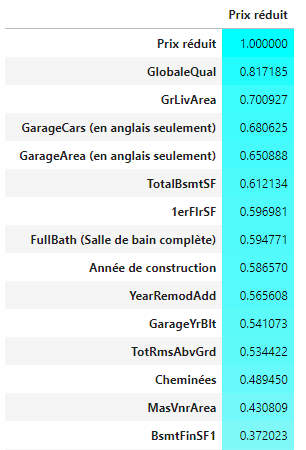 Prix réduit
Prix réduit 1.000000
GlobaleQual 0.817185
GrLivArea 0.700927
GarageCars (en anglais seulement) 0.680625
GarageArea (en anglais seulement) 0.650888
TotalBsmtSF 0.612134
1erFlrSF 0.596981
FullBath (Salle de bain complète) 0.594771
Année de construction 0.586570
YearRemodAdd 0.565608
GarageYrBlt 0.541073
TotRmsAbvGrd 0.534422
Cheminées 0.489450
MasVnrArea 0.430809
BsmtFinSF1 0.372023